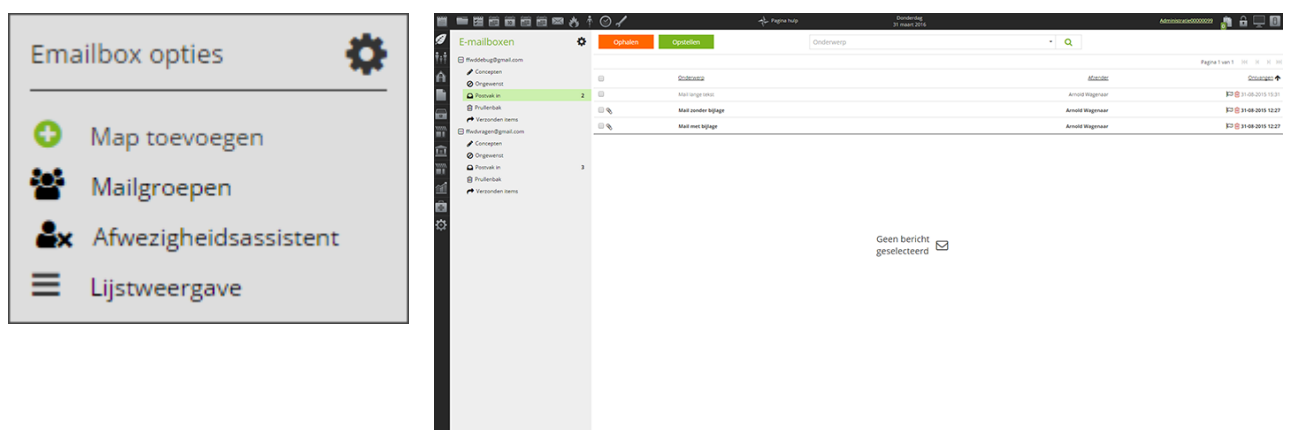 Emailbox opties
Map toevoegen
Mailgroepen
Afwezigheidsassistent
Lijstweergave
Pagina hulp
Donderdag
31 maart 2016
Administratie00000099
E-mailboxen
ffwddebug@gmail.com
Concepten
Ongewenst
Postvak in 2
Prullenbak
Verzonden items
ffwdvragen@gmail.com
Concepten
Ongewenst
Postvak in 3
Prullenbak
Verzonden items
Ophalen Opstellen Onderwerp
Pagina 1 van 1
Onderwerp Afzender Ontvangen
Mail lange tekst Arnold Wagenaar 31-08-2015 15:31
Mail zonder bijlage Arnold Wagenaar 31-08-2015 12:27
Mail met bijlage Arnold Wagenaar 31-08-2015 12:27
Geen bericht
geselecteerd